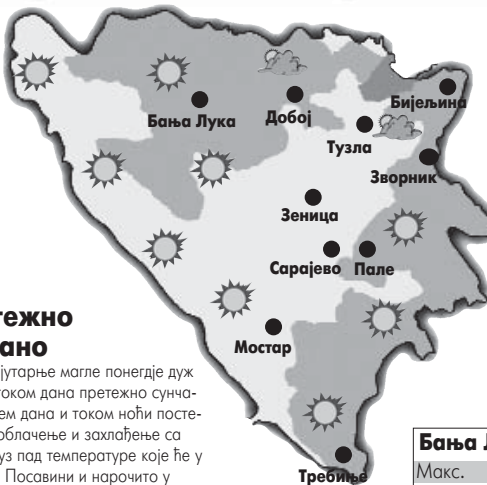 Бања Лука
Добој
Бијељина
Тузла
Зворник
Зеница
Сарајево
Пале
Мостар
Требиње
тежно
ано
јутарње магле понегдје дуж
током дана претежно сунча-
ем дана и током ноћи посте-
облачење и захлађење са
уз пад температуре које ће у
Посавини и нарочито у
Бања
Макс.